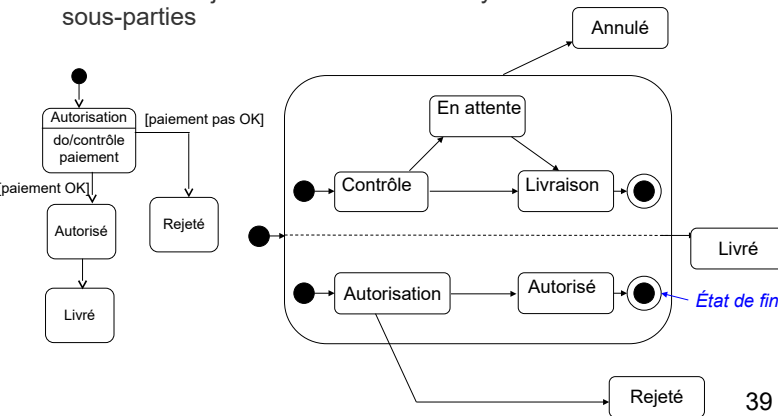 sous-parties
Annulé
Autorisation
do/contrôle
paiement
[paiement pas OK]
[paiement OK]
Autorisé
Rejeté
Livré
En attente
Contrôle
Livraison
Livré
Autorisation
Autorisé
État de fin
Rejeté
39